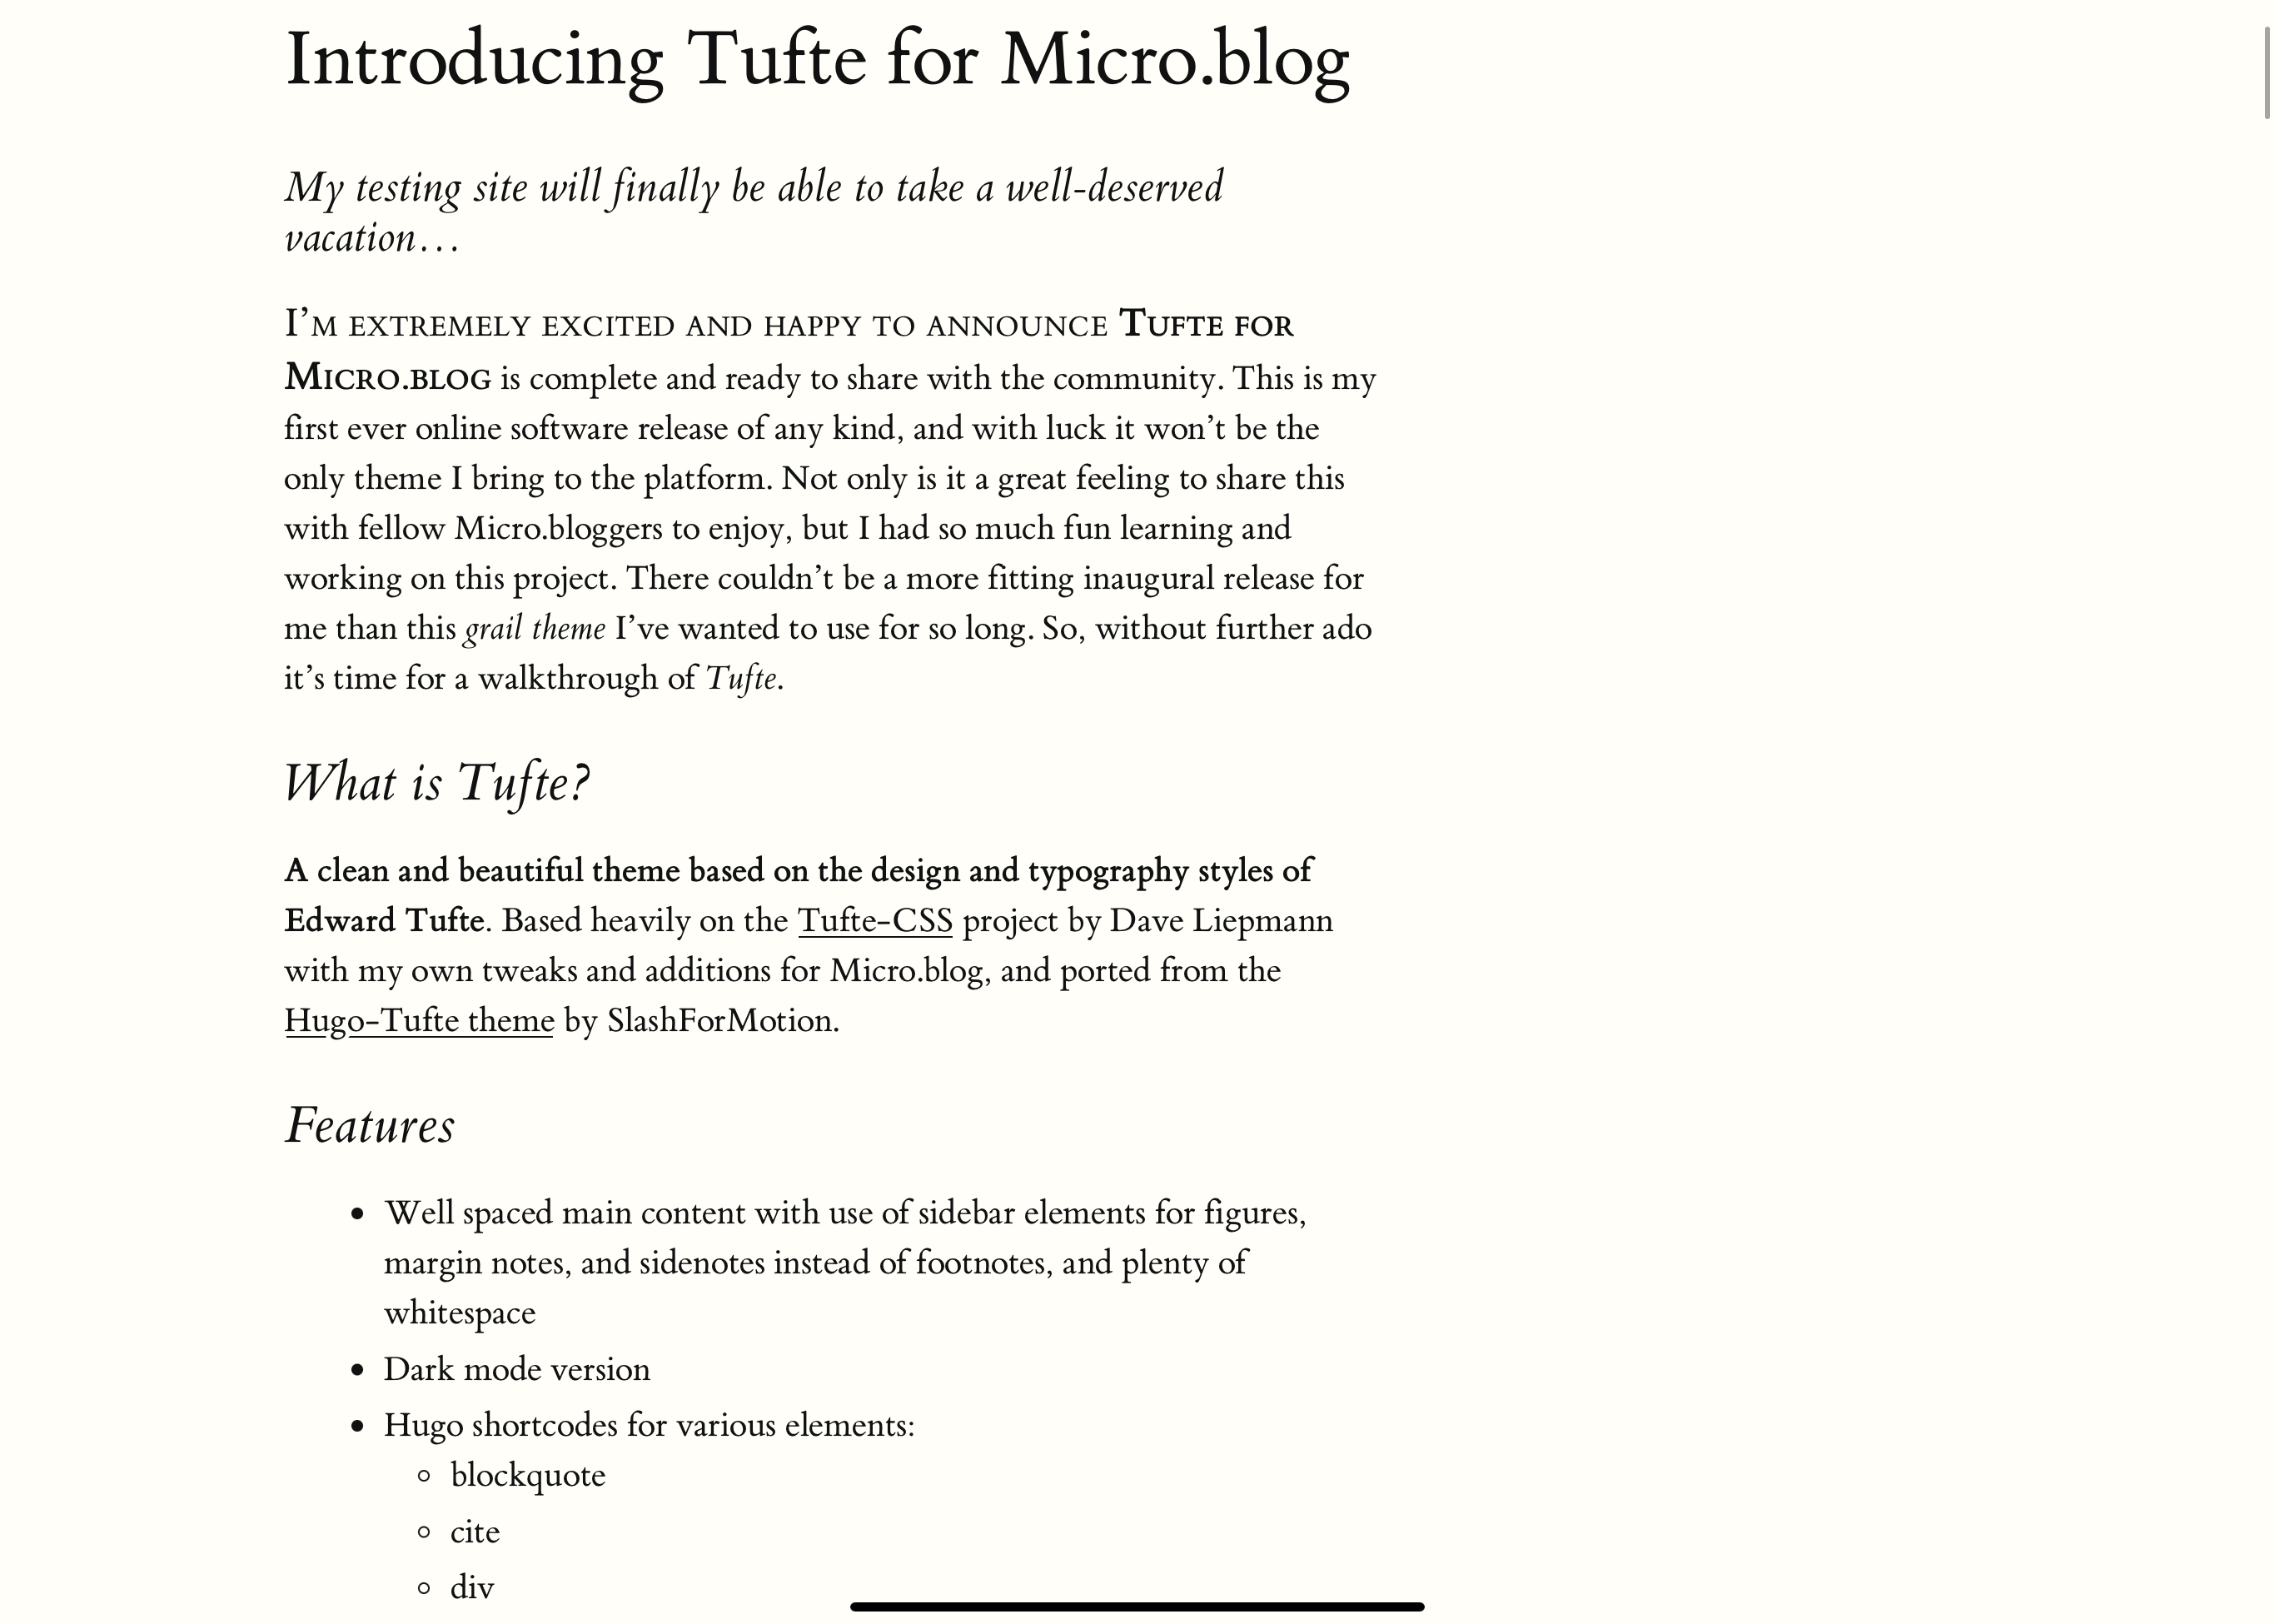 Introducing Tufte for Micro.blog
My testing site will finally be able to take a well-deserved
vacation…
I’m extremely excited and happy to announce Tufte for
Micro.blog is complete and ready to share with the community. This is my
first ever online software release of any kind, and with luck it won’t be the
only theme I bring to the platform. Not only is it a great feeling to share this
with fellow Micro.bloggers to enjoy, but I had so much fun learning and
working on this project. There couldn’t be a more fitting inaugural release for
me than this grail theme I’ve wanted to use for so long. So, without further ado
it’s time for a walkthrough of Tufte.
What is Tufte?
A clean and beautiful theme based on the design and typography styles of
Edward Tufte. Based heavily on the Tufte-CSS project by Dave Liepmann
with my own tweaks and additions for Micro.blog, and ported from the
Hugo-Tufte theme by SlashForMotion.
Features
• Well spaced main content with use of sidebar elements for figures,
margin notes, and sidenotes instead of footnotes, and plenty of
whitespace
• Dark mode version
• Hugo shortcodes for various elements:
◦ blockquote
◦ cite
◦ div